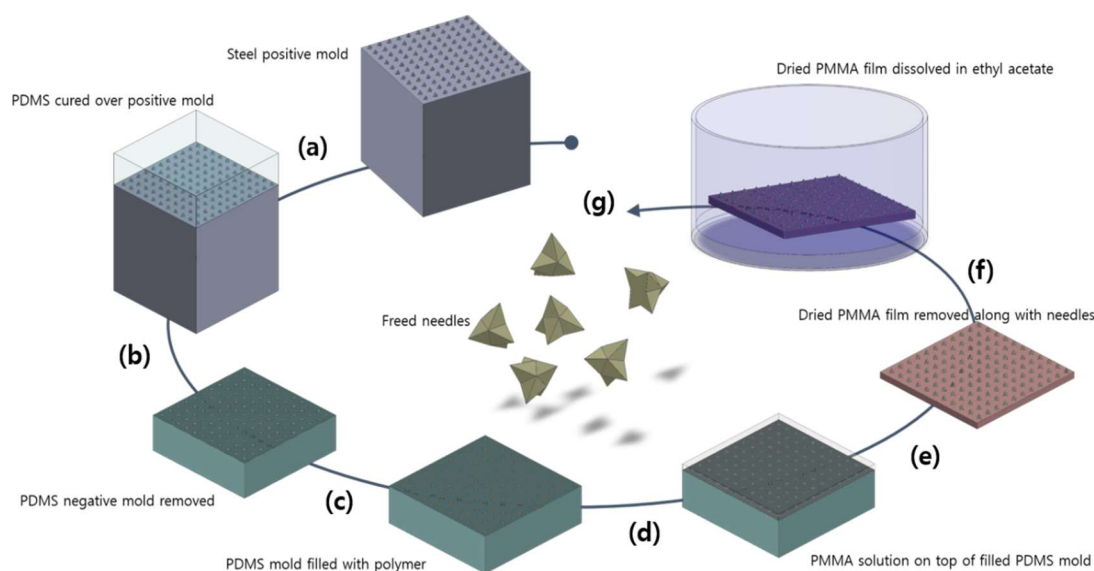 Steel positive mold
PDMS cured over positive mold
(a)
(b)
PDMS negative mold removed
(c)
PDMS mold filled with polymer
(d)
PMMA solution on top of filled PDMS mold
(e)
Dried PMMA film removed along with needles
(f)
Dried PMMA film dissolved in ethyl acetate
(g)
Freed needles